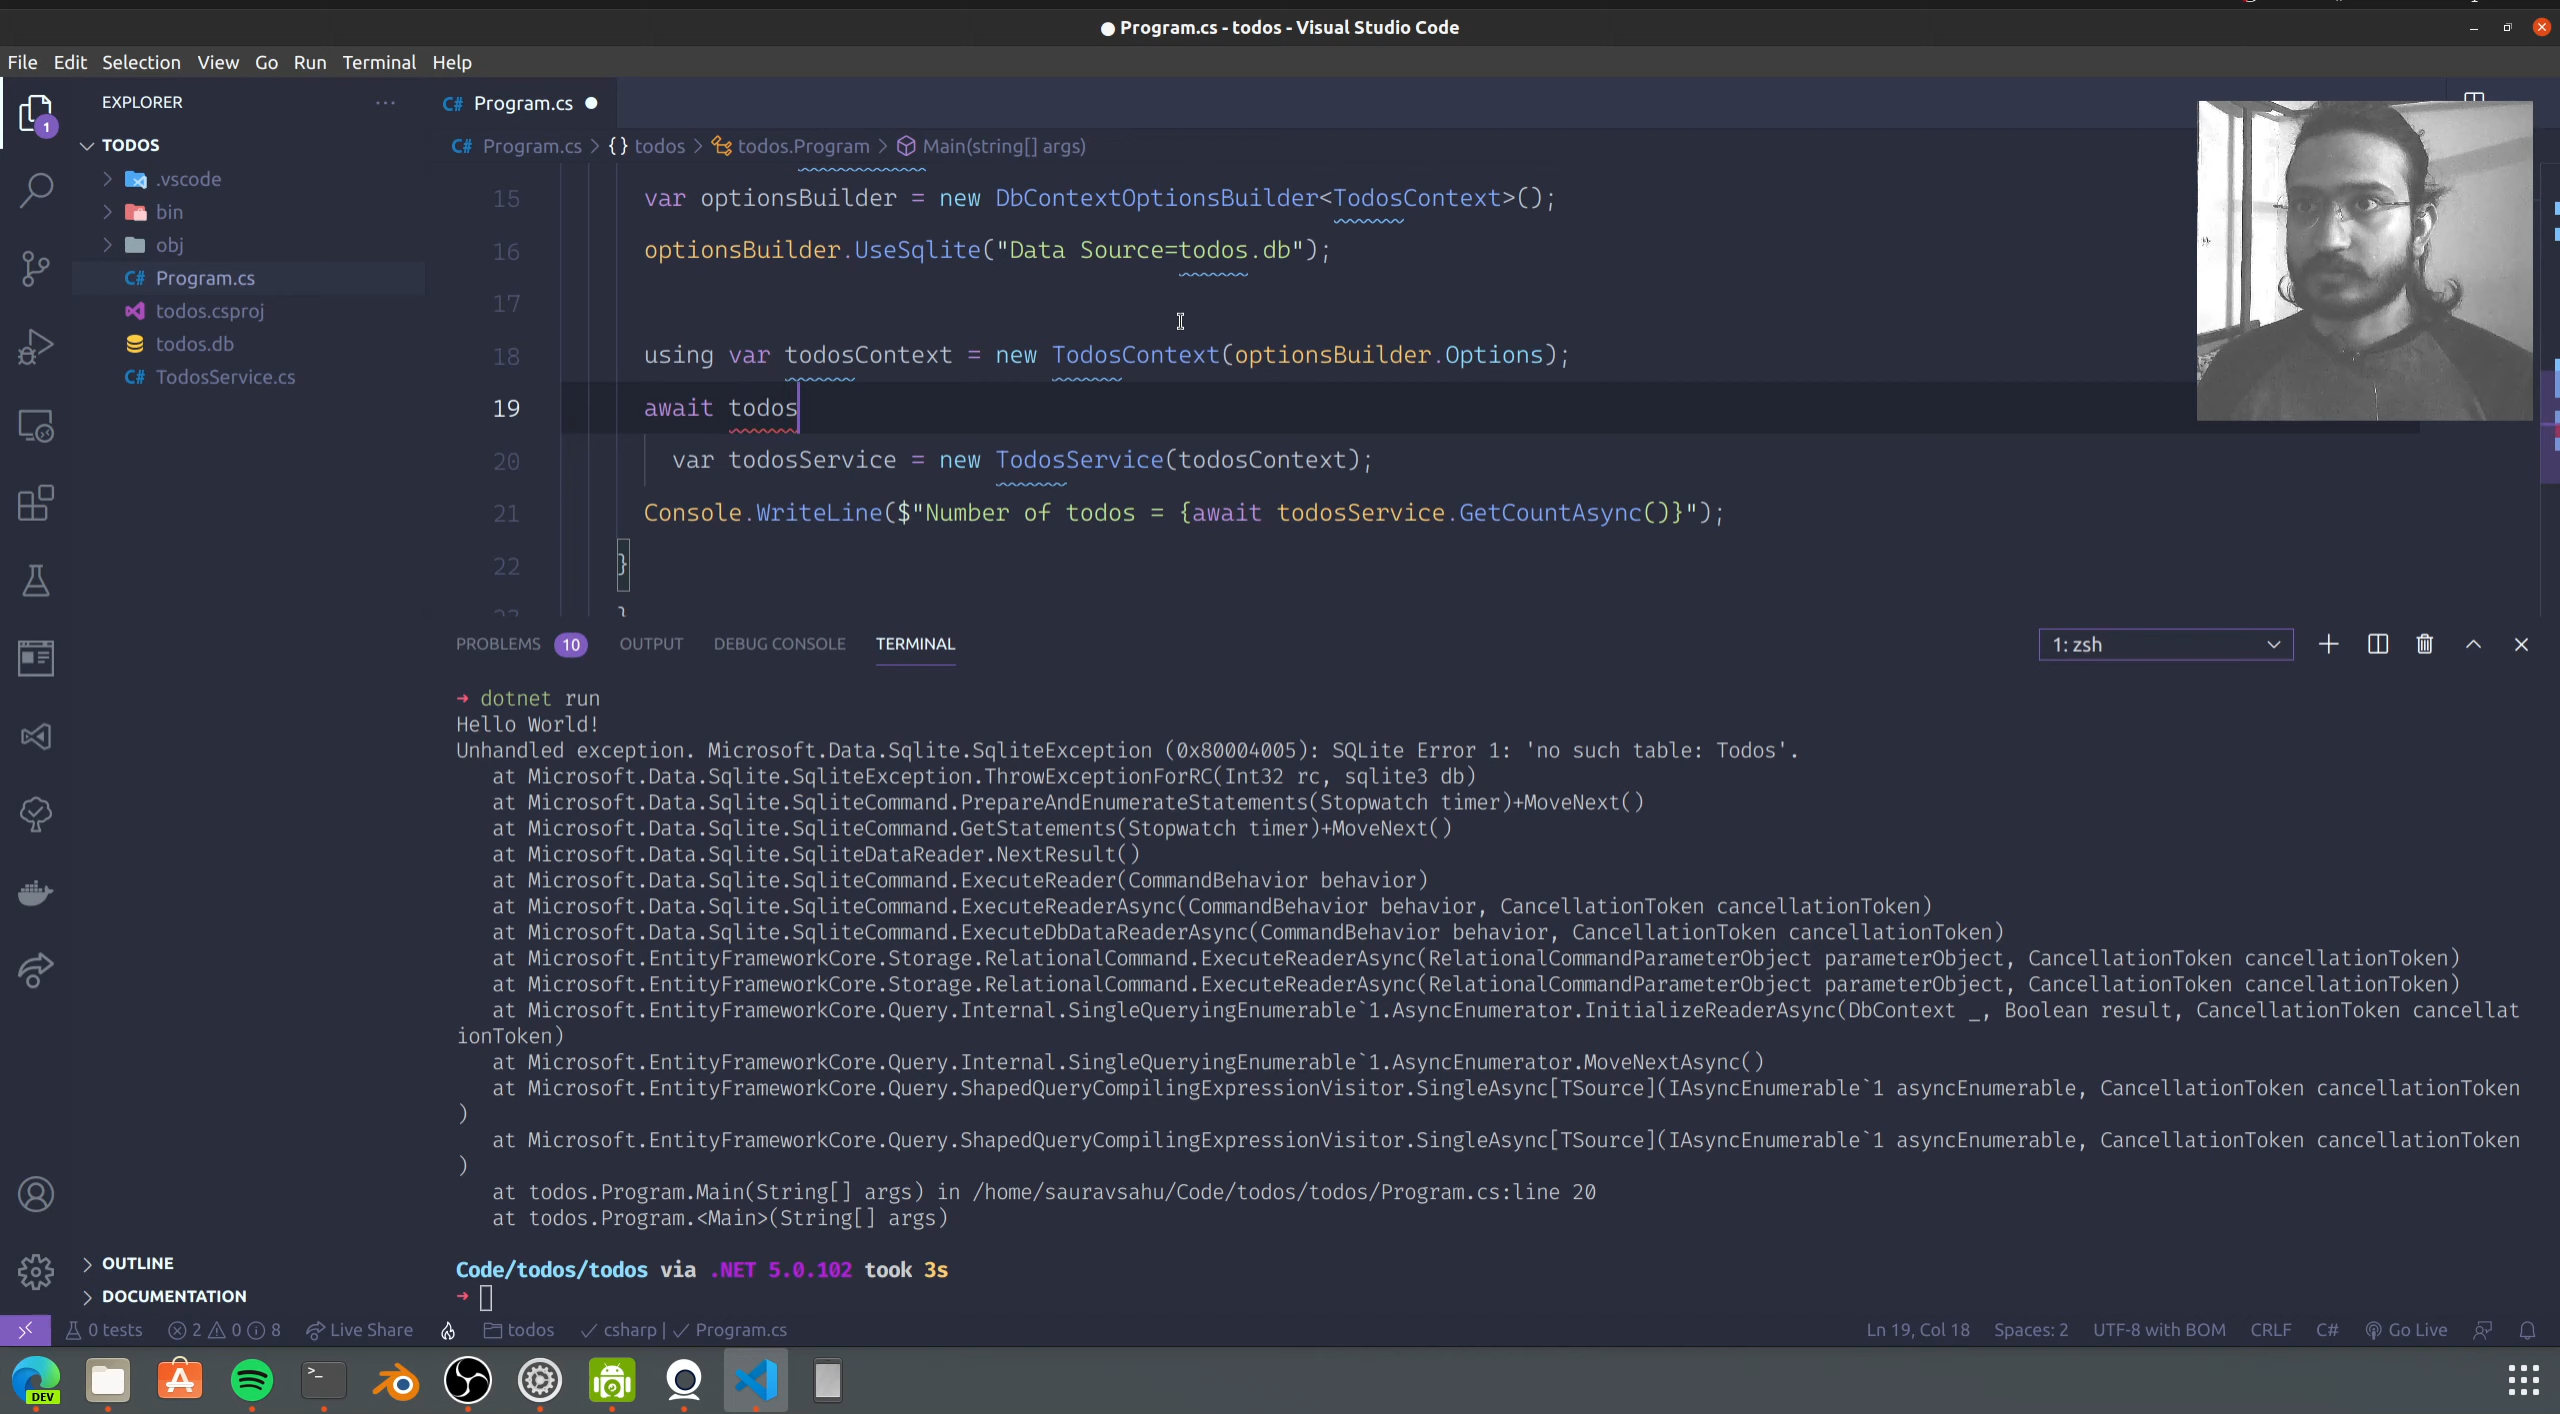 Program.cs - todos - Visual Studio Code
File Edit Selection View Go Run Terminal Help
EXPLORER
1
TODOS
.vscode
bin
obj
C# Program.cs
todos.csproj
todos.db
C# TodosService.cs
OUTLINE
DOCUMENTATION
C# Program.cs
C# Program.cs > {} todos > todos.Program > Main(string[] args)
15 var optionsBuilder = new DbContextOptionsBuilder<TodosContext>();
16 optionsBuilder.UseSqlite("Data Source=todos.db");
17
18 using var todosContext = new TodosContext(optionsBuilder.Options);
19 await todos
20 var todosService = new TodosService(todosContext);
21 Console.WriteLine($"Number of todos = {await todosService.GetCountAsync()}");
22 }
PROBLEMS 10 OUTPUT DEBUG CONSOLE TERMINAL 1: zsh
→ dotnet run
Hello World!
Unhandled exception. Microsoft.Data.Sqlite.SqliteException (0x80004005): SQLite Error 1: 'no such table: Todos'.
at Microsoft.Data.Sqlite.SqliteException.ThrowExceptionForRC(Int32 rc, sqlite3 db)
at Microsoft.Data.Sqlite.SqliteCommand.PrepareAndEnumerateStatements(Stopwatch timer)+MoveNext()
at Microsoft.Data.Sqlite.SqliteCommand.GetStatements(Stopwatch timer)+MoveNext()
at Microsoft.Data.Sqlite.SqliteDataReader.NextResult()
at Microsoft.Data.Sqlite.SqliteCommand.ExecuteReader(CommandBehavior behavior)
at Microsoft.Data.Sqlite.SqliteCommand.ExecuteReaderAsync(CommandBehavior behavior, CancellationToken cancellationToken)
at Microsoft.Data.Sqlite.SqliteCommand.ExecuteDbDataReaderAsync(CommandBehavior behavior, CancellationToken cancellationToken)
at Microsoft.EntityFrameworkCore.Storage.RelationalCommand.ExecuteReaderAsync(RelationalCommandParameterObject parameterObject, CancellationToken cancellationToken)
at Microsoft.EntityFrameworkCore.Storage.RelationalCommand.ExecuteReaderAsync(RelationalCommandParameterObject parameterObject, CancellationToken cancellationToken)
at Microsoft.EntityFrameworkCore.Query.Internal.SingleQueryingEnumerable`1.AsyncEnumerator.InitializeReaderAsync(DbContext _, Boolean result, CancellationToken cancellat
ionToken)
at Microsoft.EntityFrameworkCore.Query.Internal.SingleQueryingEnumerable`1.AsyncEnumerator.MoveNextAsync()
at Microsoft.EntityFrameworkCore.Query.ShapedQueryCompilingExpressionVisitor.SingleAsync[TSource](IAsyncEnumerable`1 asyncEnumerable, CancellationToken cancellationToken
)
at Microsoft.EntityFrameworkCore.Query.ShapedQueryCompilingExpressionVisitor.SingleAsync[TSource](IAsyncEnumerable`1 asyncEnumerable, CancellationToken cancellationToken
)
at todos.Program.Main(String[] args) in /home/sauravsahu/Code/todos/todos/Program.cs:line 20
at todos.Program.<Main>(String[] args)
Code/todos/todos via .NET 5.0.102 took 3s
→
0 tests 2 0 8 Live Share todos csharp | Program.cs Ln 19, Col 18 Spaces: 2 UTF-8 with BOM CRLF C# Go Live
DEV